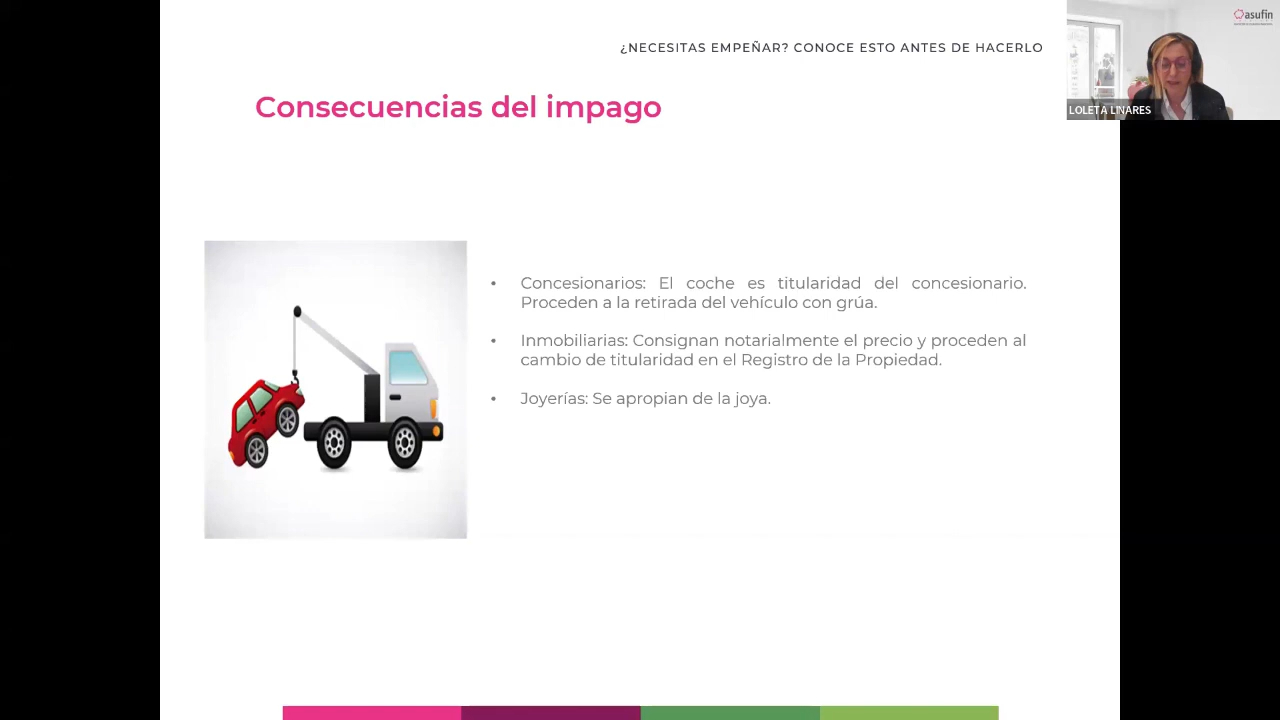 ¿NECESITAS EMPEÑAR? CONOCE ESTO ANTES DE HACERLO
asufin
LOLETA LINARES
Consecuencias del impago
• Concesionarios: El coche es titularidad del concesionario.
Proceden a la retirada del vehículo con grúa.
• Inmobiliarias: Consignan notarialmente el precio y proceden al
cambio de titularidad en el Registro de la Propiedad.
• Joyerías: Se apropian de la joya.